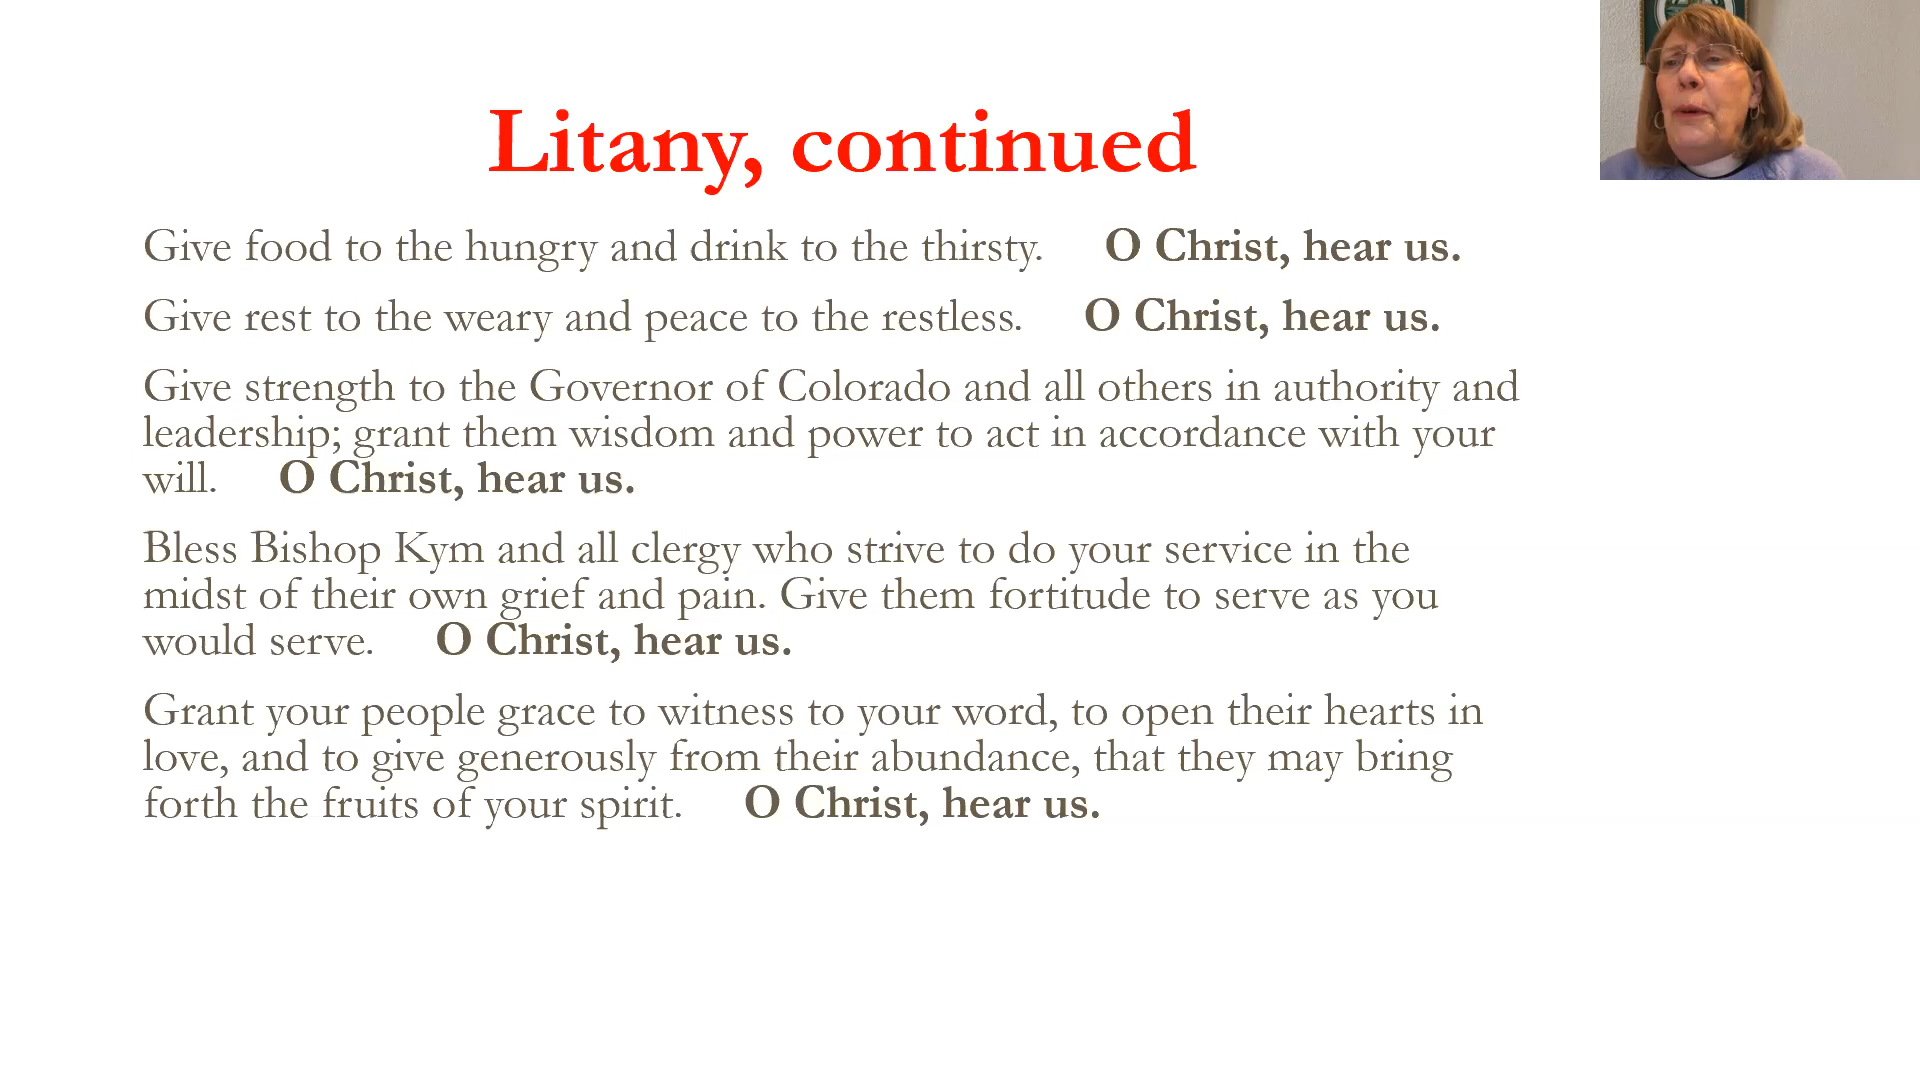 Litany, continued
Give food to the hungry and drink to the thirsty. O Christ, hear us.
Give rest to the weary and peace to the restless. O Christ, hear us.
Give strength to the Governor of Colorado and all others in authority and
leadership; grant them wisdom and power to act in accordance with your
will. O Christ, hear us.
Bless Bishop Kym and all clergy who strive to do your service in the
midst of their own grief and pain. Give them fortitude to serve as you
would serve. O Christ, hear us.
Grant your people grace to witness to your word, to open their hearts in
love, and to give generously from their abundance, that they may bring
forth the fruits of your spirit. O Christ, hear us.